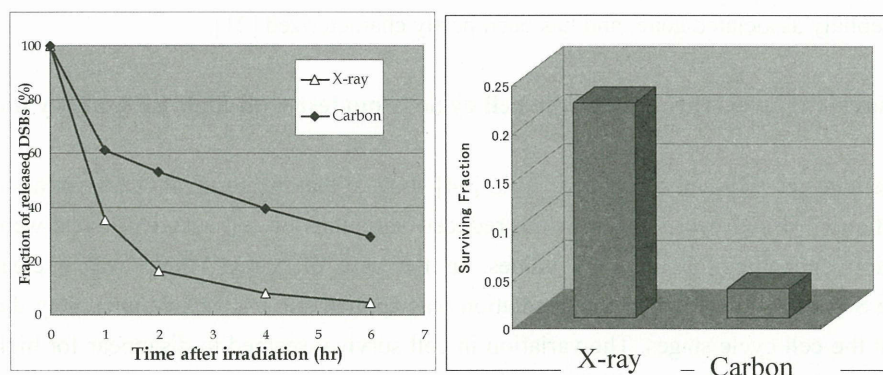 Fraction of released DSBs (%)
100
80
60
40
20
0
0 1 2 3 4 5 6 7
Time after irradiation (hr)
X-ray
Carbon
Surviving Fraction
0.25
0.2
0.15
0.1
0.05
0
X-ray Carbon